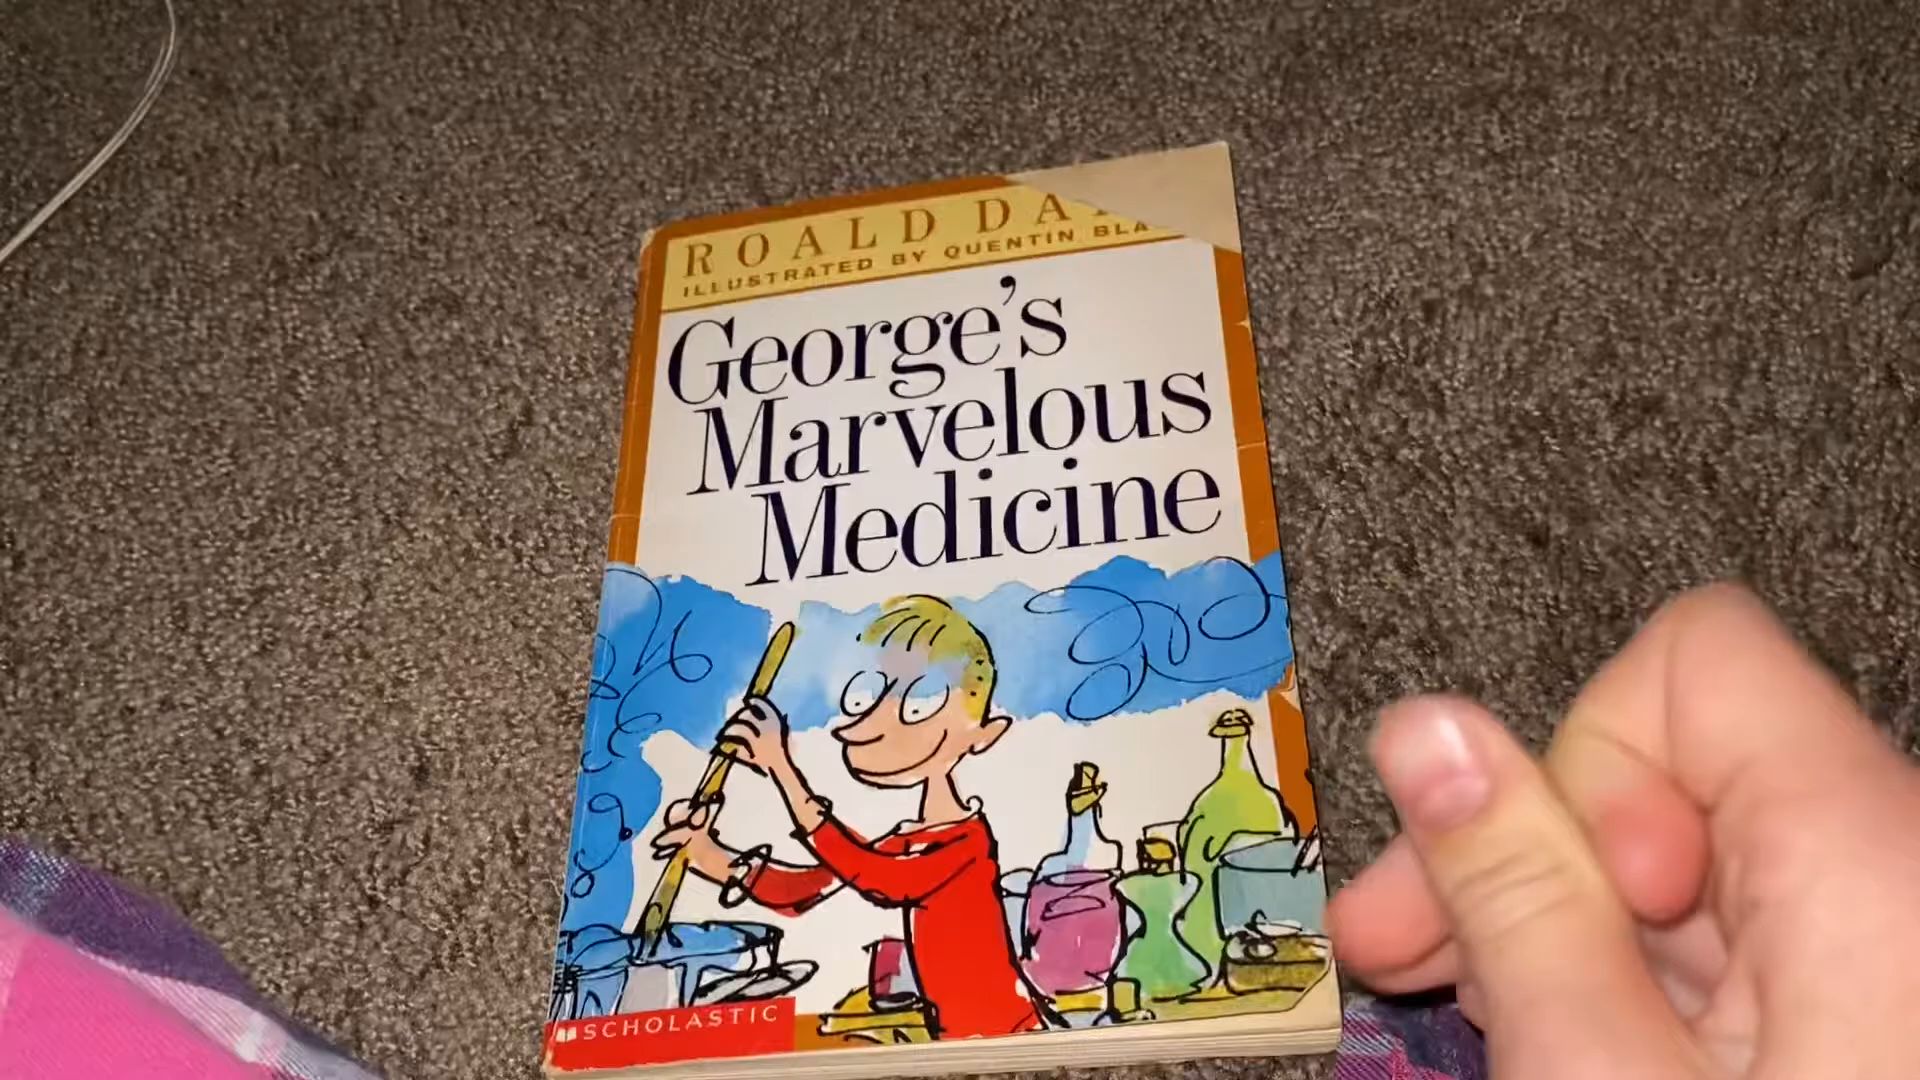 ROALD DA
ILLUSTRATED BY QUENTIN BLA
George's
Marvelous
Medicine
SCHOLASTIC